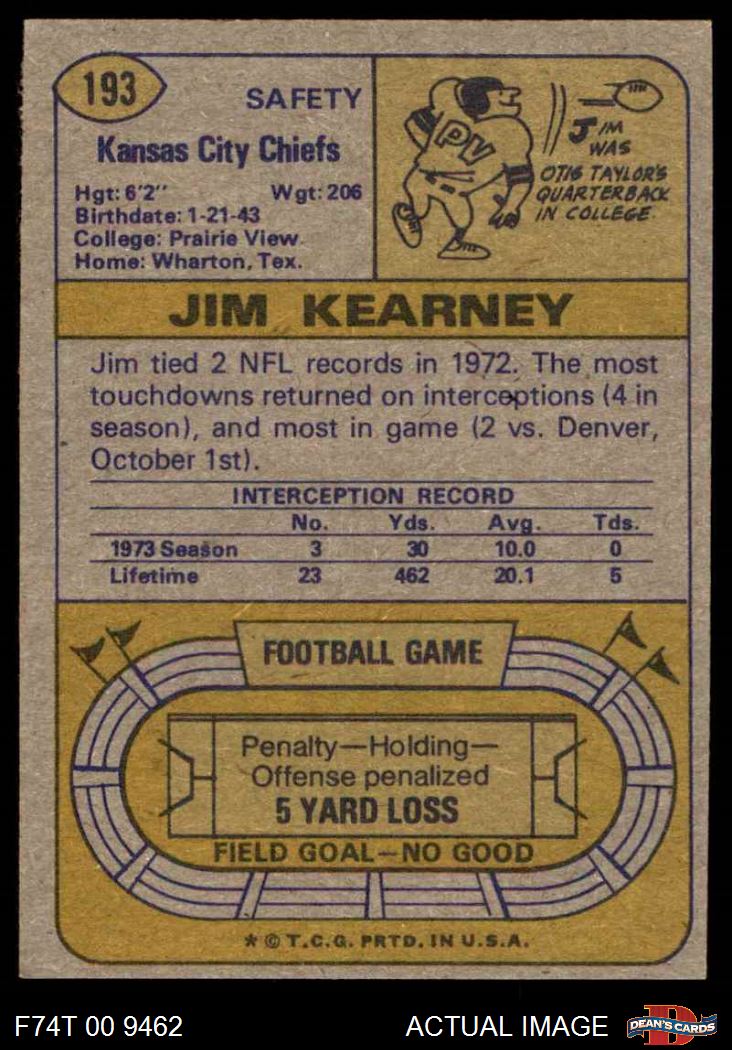 193
SAFETY
Kansas City Chiefs
Hgt: 6'2" Wgt: 206
Birthdate: 1-21-43
College: Prairie View
Home: Wharton, Tex.
PV
JIM
WAS
OTIS TAYLOR'S
QUARTERBACK
IN COLLEGE
JIM KEARNEY
Jim tied 2 NFL records in 1972. The most
touchdowns returned on interceptions (4 in
season), and most in game (2 vs. Denver,
October 1st).
INTERCEPTION RECORD
No. Yds. Avg. Tds.
1973 Season 3 30 10.0 0
Lifetime 23 462 20.1 5
FOOTBALL GAME
Penalty—Holding—
Offense penalized
5 YARD LOSS
FIELD GOAL—NO GOOD
* © T.C.G. PRTD. IN U.S.A.
F74T 00 9462 ACTUAL IMAGE D DEAN'S CARDS